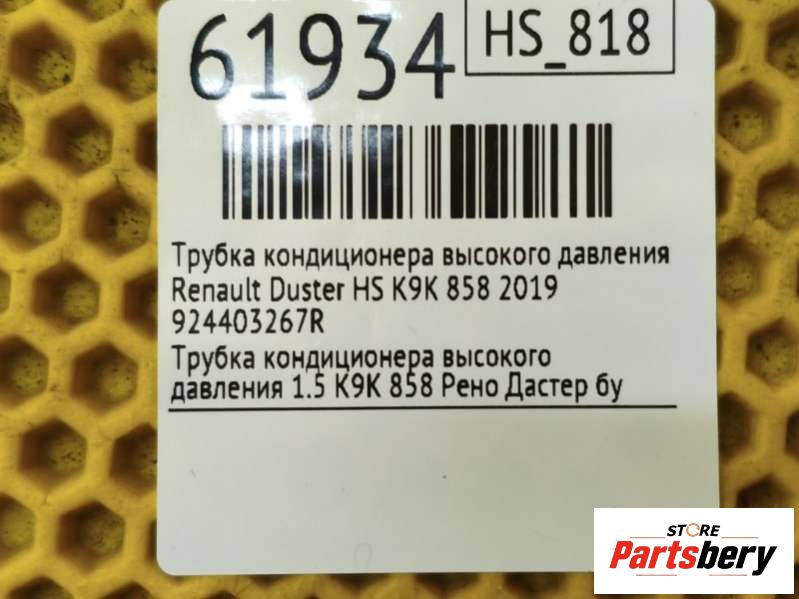 61934
HS_818
Трубка кондиционера высокого давления
Renault Duster HS K9K 858 2019
924403267R
Трубка кондиционера высокого
давления 1.5 K9K 858 Рено Дастер бу
STORE
Partsbery